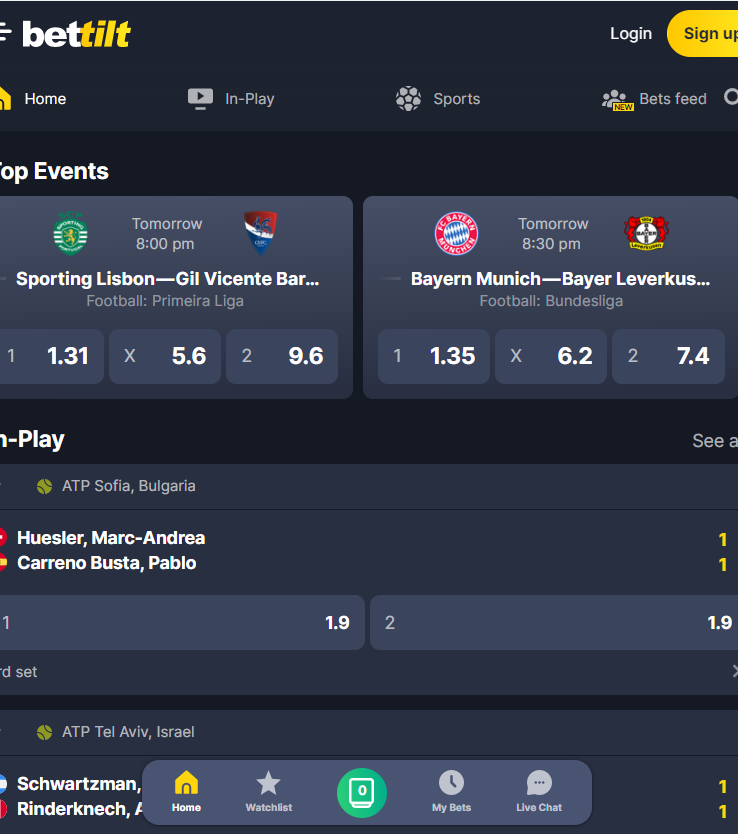 bettilt
Login
Sign up
Home
In-Play
Sports
NEW
Bets feed
Top Events
Tomorrow
8:00 pm
Sporting Lisbon—Gil Vicente Bar...
Football: Primeira Liga
1 1.31 X 5.6 2 9.6
Tomorrow
8:30 pm
Bayern Munich—Bayer Leverkus...
Football: Bundesliga
1 1.35 X 6.2 2 7.4
In-Play
See a
ATP Sofia, Bulgaria
Huesler, Marc-Andrea 1
Carreno Busta, Pablo 1
1 1.9 2 1.9
rd set
ATP Tel Aviv, Israel
Schwartzman, 1
Rinderknech, A 1
Home
Watchlist
0
My Bets
Live Chat